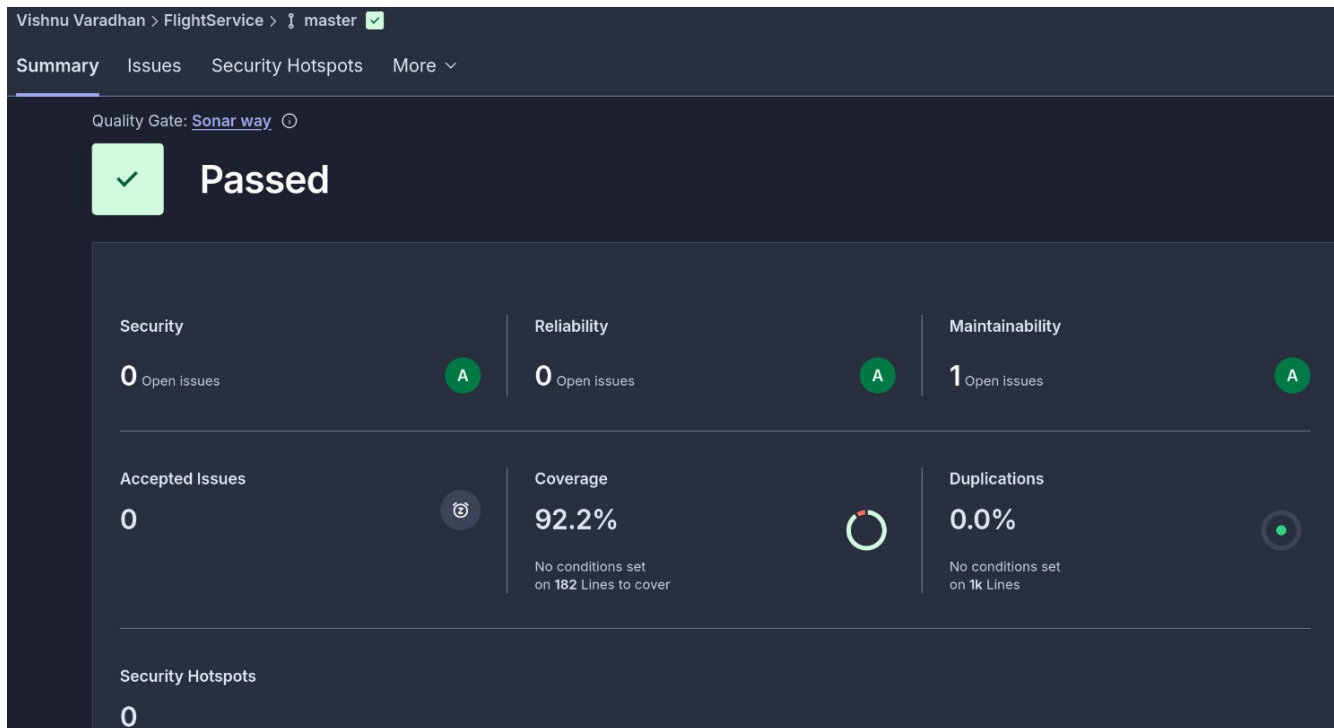 Vishnu Varadhan > FlightService > master
Summary Issues Security Hotspots More
Quality Gate: Sonar way
Passed
Security Reliability Maintainability
0 Open issues A 0 Open issues A 1 Open issues A
Accepted Issues Coverage Duplications
0 92.2% 0.0%
No conditions set No conditions set
on 182 Lines to cover on 1k Lines
Security Hotspots
0